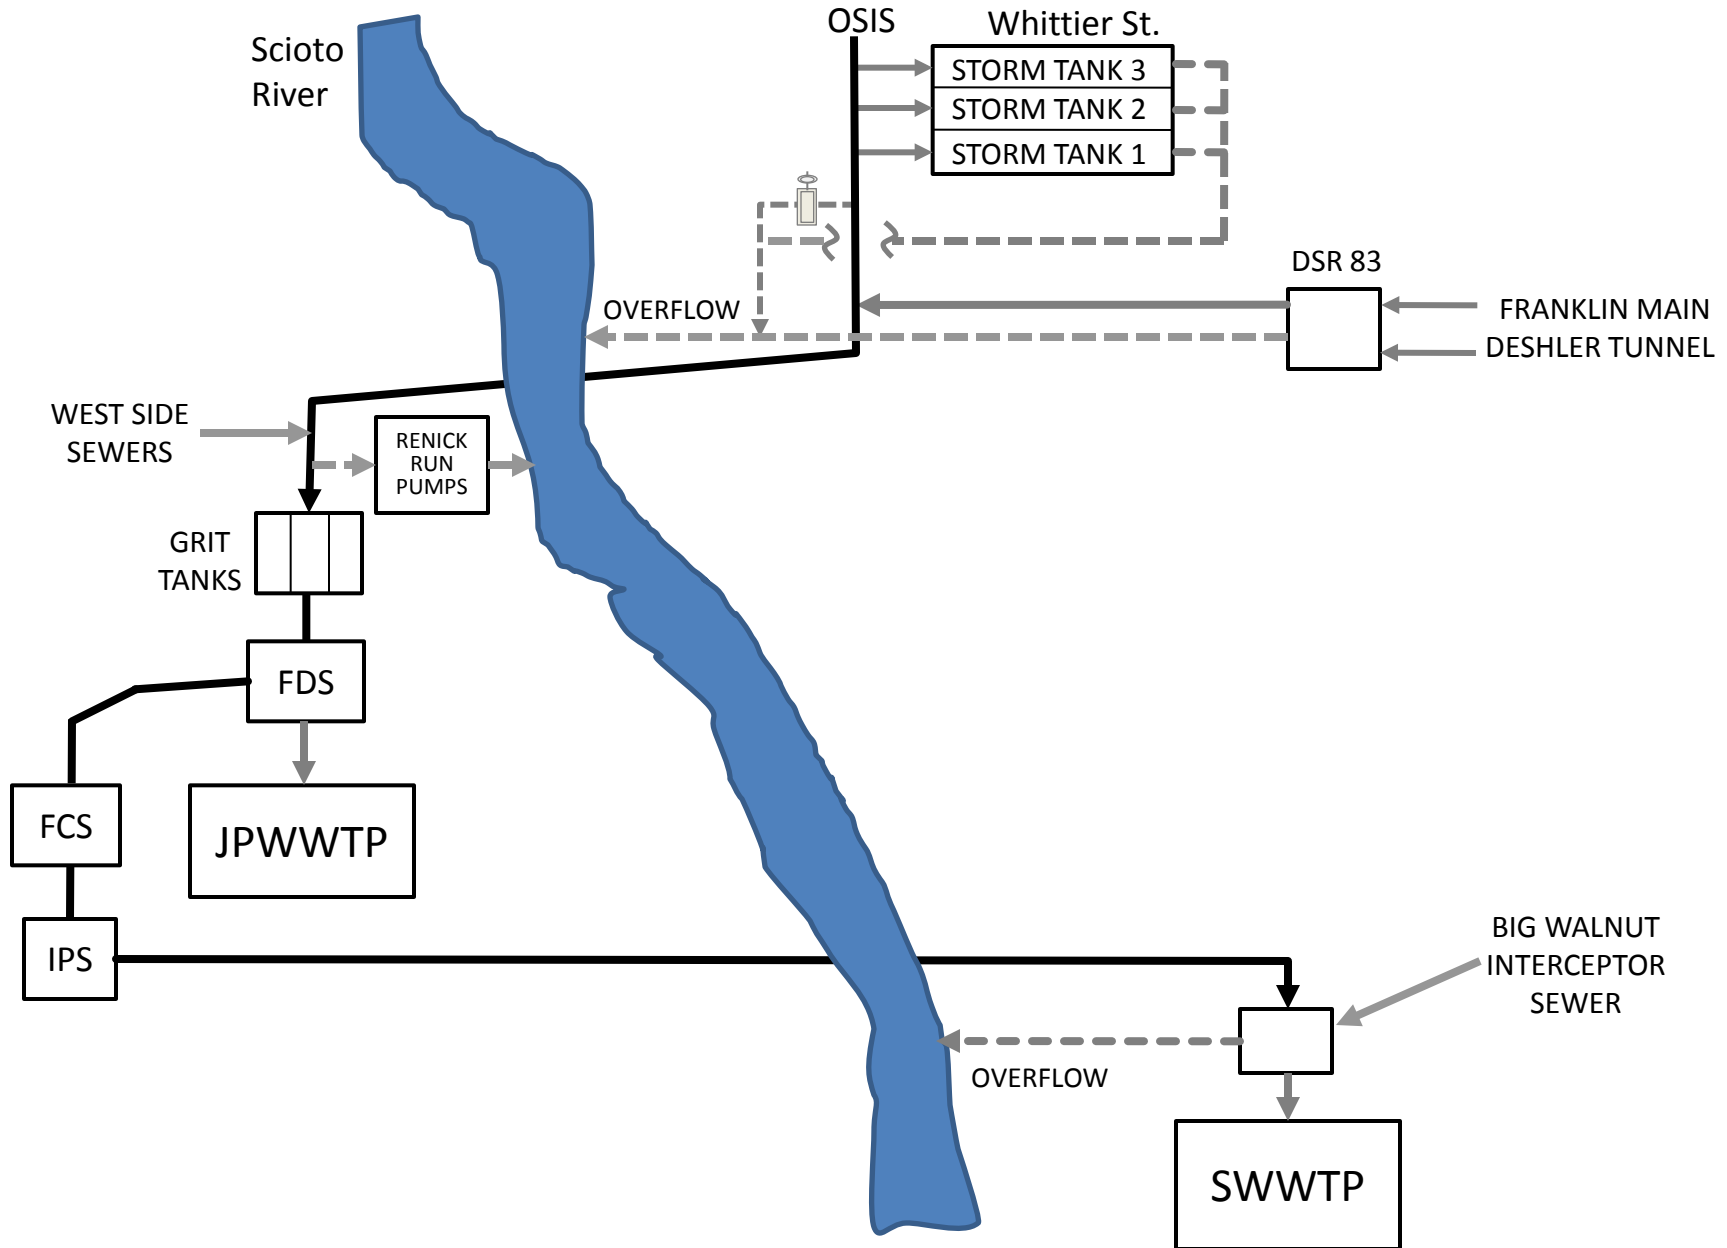 OSIS
Whittier St.
Scioto
River
STORM TANK 3
STORM TANK 2
STORM TANK 1
DSR 83
OVERFLOW
FRANKLIN MAIN
DESHLER TUNNEL
WEST SIDE
SEWERS
RENICK
RUN
PUMPS
GRIT
TANKS
FDS
FCS
JPWWTP
IPS
BIG WALNUT
INTERCEPTOR
SEWER
OVERFLOW
SWWTP